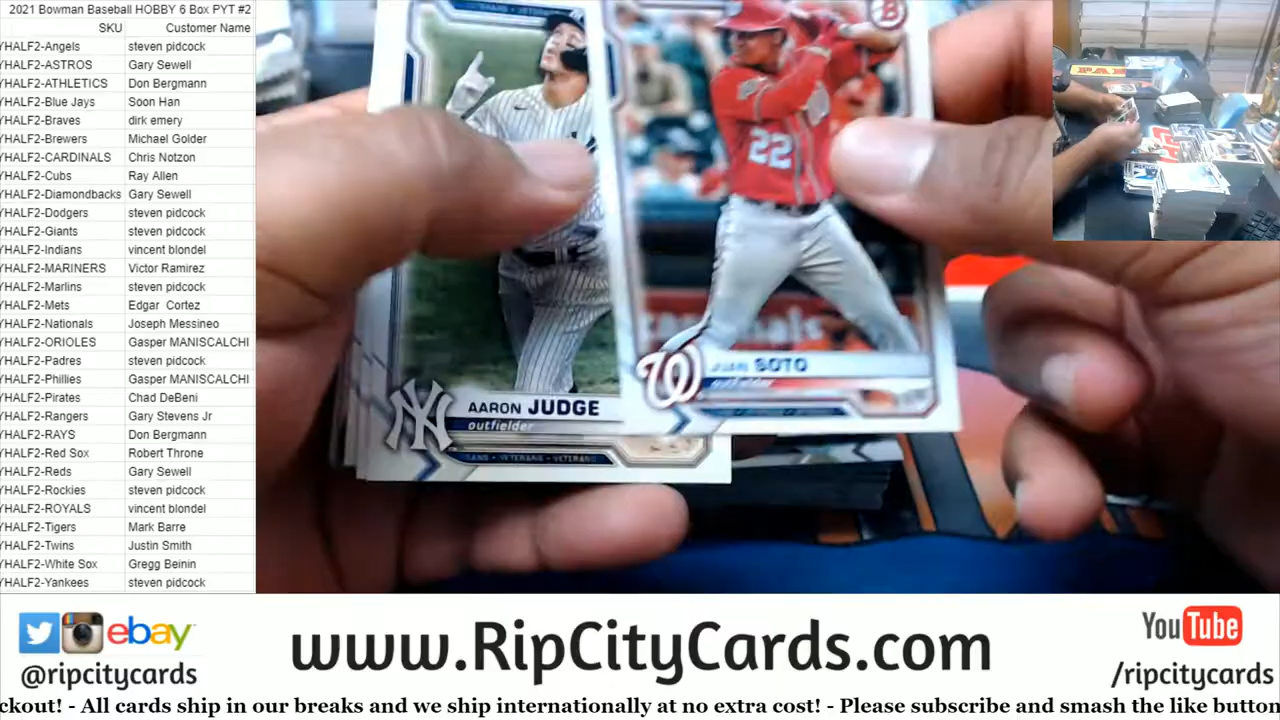 2021 Bowman Baseball HOBBY 6 Box PYT #2
SKU Customer Name
YHALF2-Angels steven pidcock
YHALF2-ASTROS Gary Sewell
YHALF2-ATHLETICS Don Bergmann
YHALF2-Blue Jays Soon Han
YHALF2-Braves dirk emery
YHALF2-Brewers Michael Golder
YHALF2-CARDINALS Chris Notzon
YHALF2-Cubs Ray Allen
YHALF2-Diamondbacks Gary Sewell
YHALF2-Dodgers steven pidcock
YHALF2-Giants steven pidcock
YHALF2-Indians vincent blondel
YHALF2-MARINERS Victor Ramirez
YHALF2-Marlins steven pidcock
YHALF2-Mets Edgar Cortez
YHALF2-Nationals Joseph Messineo
YHALF2-ORIOLES Gasper MANISCALCHI
YHALF2-Padres steven pidcock
YHALF2-Phillies Gasper MANISCALCHI
YHALF2-Pirates Chad DeBeni
YHALF2-Rangers Gary Stevens Jr
YHALF2-RAYS Don Bergmann
YHALF2-Red Sox Robert Throne
YHALF2-Reds Gary Sewell
YHALF2-Rockies steven pidcock
YHALF2-ROYALS vincent blondel
YHALF2-Tigers Mark Barre
YHALF2-Twins Justin Smith
YHALF2-White Sox Gregg Beinin
YHALF2-Yankees steven pidcock
22
JUAN SOTO
outfielder
W
NY
AARON JUDGE
outfielder
VETERANS
B
ebay
@ripcitycards
www.RipCityCards.com
YouTube
/ripcitycards
ckout! - All cards ship in our breaks and we ship internationally at no extra cost! - Please subscribe and smash the like button